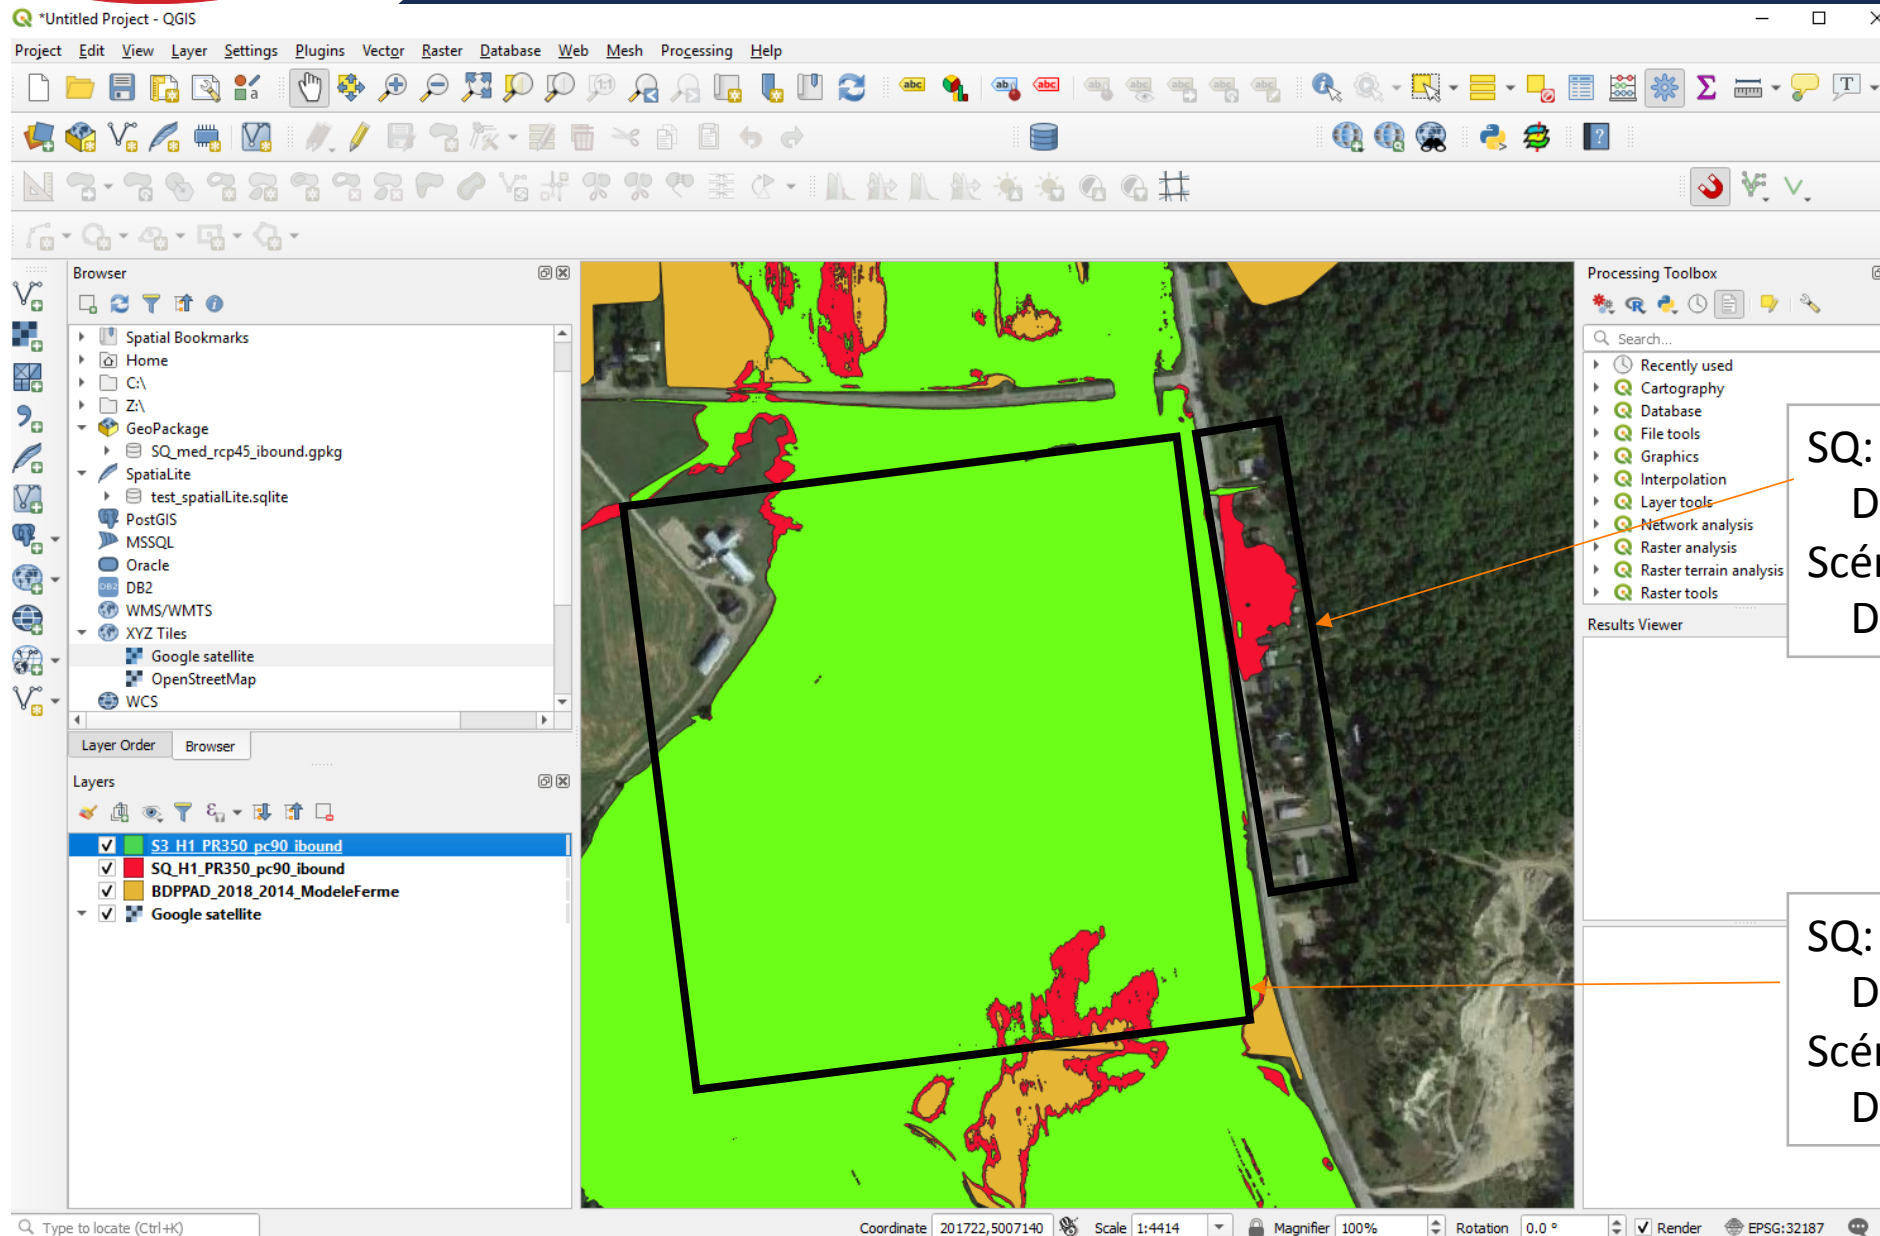 *Untitled Project - QGIS
Project Edit View Layer Settings Plugins Vector Raster Database Web Mesh Processing Help
Browser
Spatial Bookmarks
Home
C:\
Z:\
GeoPackage
SQ_med_rcp45_ibound.gpkg
SpatiaLite
test_spatialLite.sqlite
PostGIS
MSSQL
Oracle
DB2
WMS/WMTS
XYZ Tiles
Google satellite
OpenStreetMap
WCS
Layer Order Browser
Layers
S3_H1_PR350_pc90_ibound
SQ_H1_PR350_pc90_ibound
BDPPAD_2018_2014_ModeleFerme
Google satellite
Processing Toolbox
Search...
Recently used
Cartography
Database
File tools
Graphics
Interpolation
Layer tools
Network analysis
Raster analysis
Raster terrain analysis
Raster tools
Results Viewer
SQ:
D
Scén
D
SQ:
D
Scén
D
Type to locate (Ctrl+K)
Coordinate 201722,5007140 Scale 1:4414 Magnifier 100% Rotation 0.0 ° Render EPSG:32187